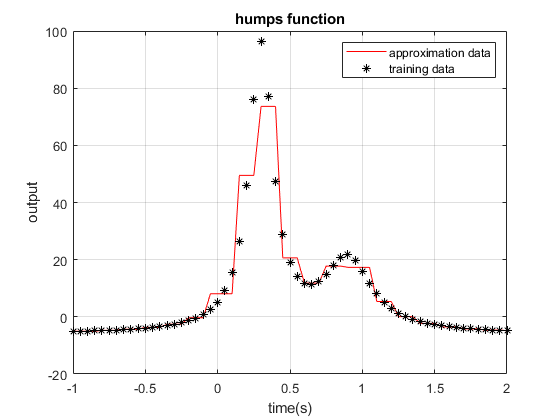 humps function
100
80
60
40
20
0
-20
output
approximation data
training data
-1
-0.5
0
0.5
1
1.5
2
time(s)